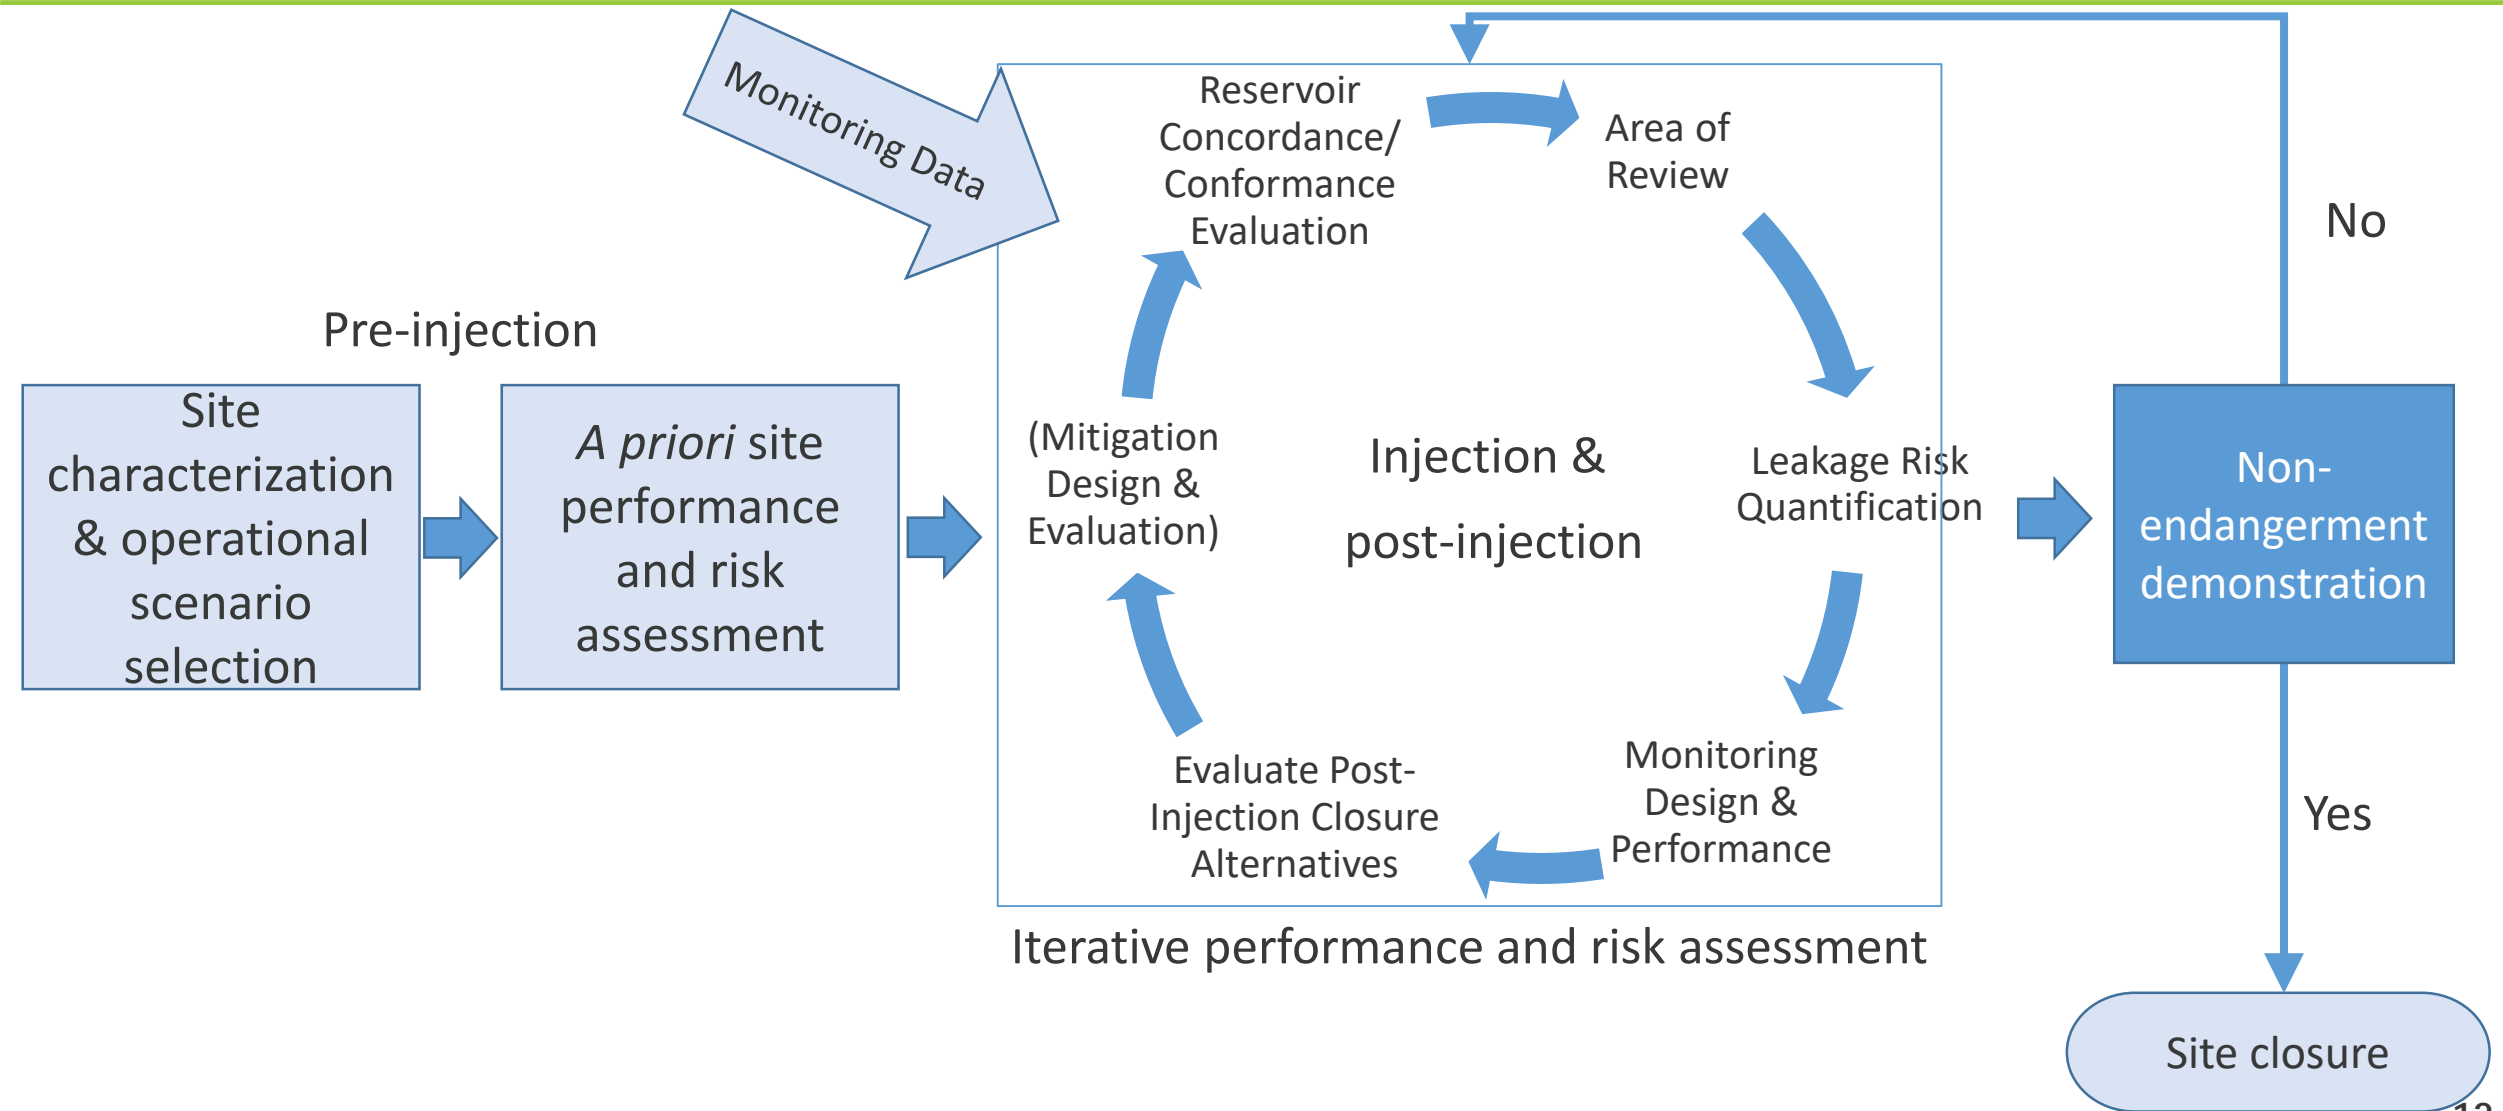 Monitoring Data
Pre-injection
Site
characterization
& operational
scenario
selection
A priori site
performance
and risk
assessment
Reservoir
Concordance/
Conformance
Evaluation
Area of
Review
Leakage Risk
Quantification
Monitoring
Design &
Performance
Evaluate Post-
Injection Closure
Alternatives
(Mitigation
Design &
Evaluation)
Injection &
post-injection
Iterative performance and risk assessment
Non-
endangerment
demonstration
No
Yes
Site closure